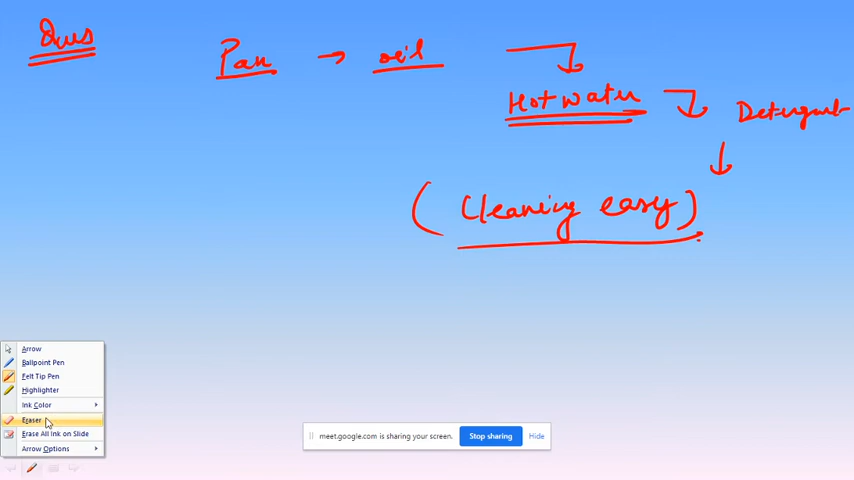 Ques
Pan → oil
Hot water
Detergent
(Cleaning easy)
Arrow
Ballpoint Pen
Felt Tip Pen
Highlighter
Ink Color
Eraser
Erase All Ink on Slide
Arrow Options
meet.google.com is sharing your screen.
Stop sharing
Hide